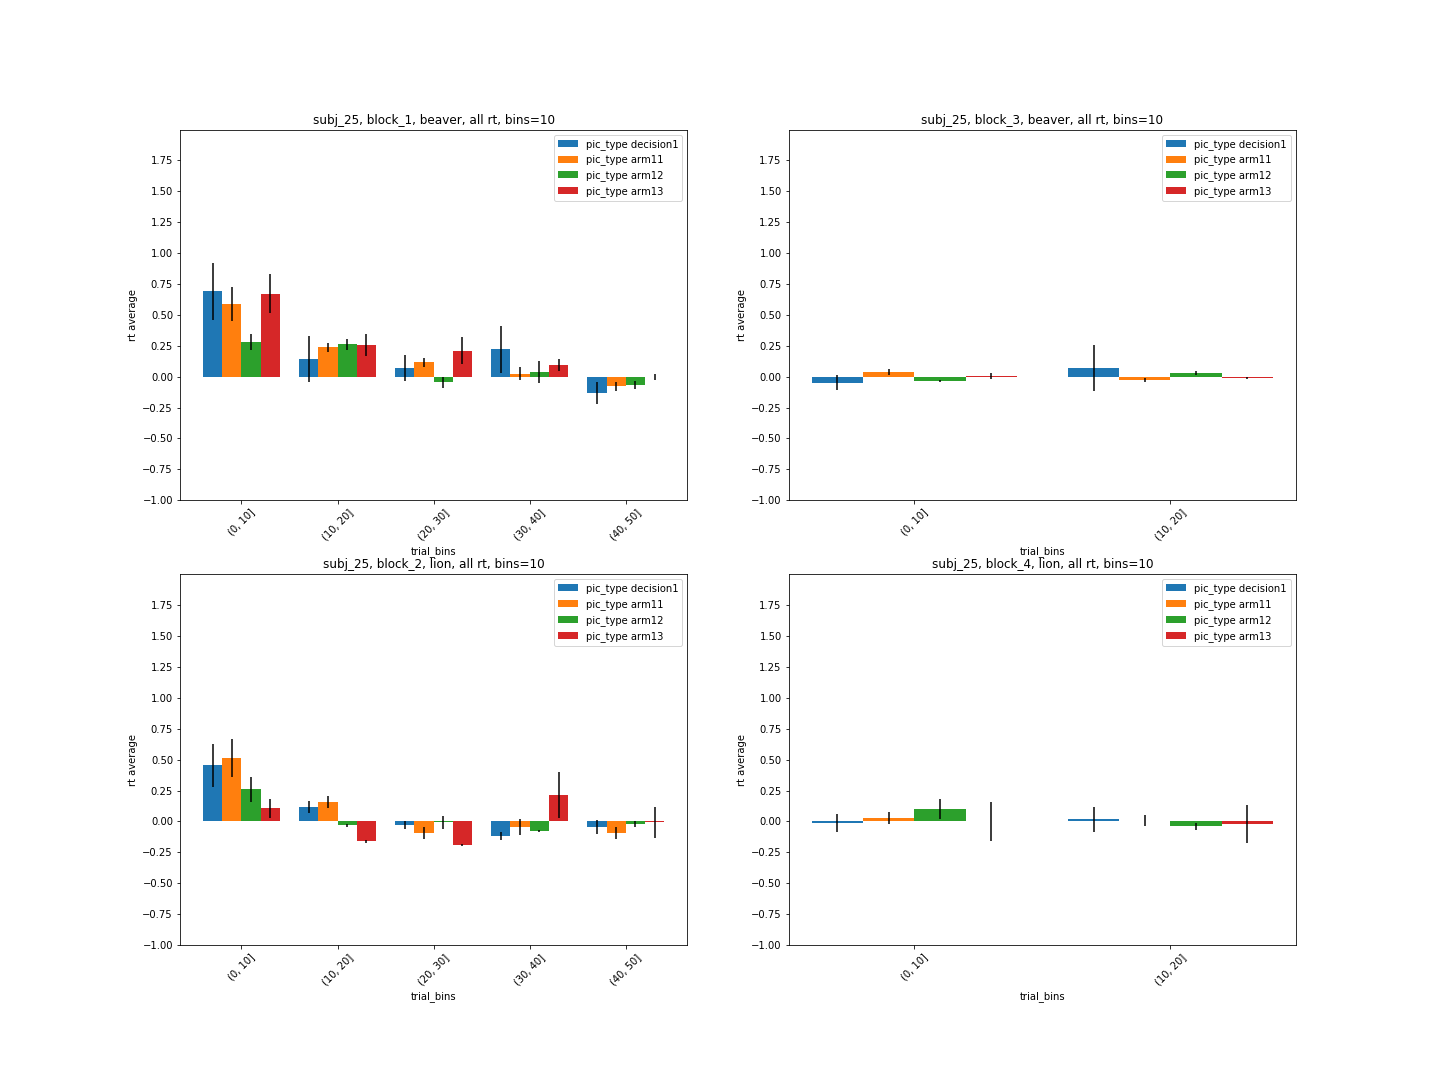 subj_25, block_1, beaver, all rt, bins=10
pic_type decision1
pic_type arm11
pic_type arm12
pic_type arm13
1.75
1.50
1.25
1.00
0.75
0.50
0.25
0.00
−0.25
−0.50
−0.75
−1.00
rt average
(0, 10]
(10, 20]
(20, 30]
(30, 40]
(40, 50]
trial_bins
subj_25, block_3, beaver, all rt, bins=10
pic_type decision1
pic_type arm11
pic_type arm12
pic_type arm13
1.75
1.50
1.25
1.00
0.75
0.50
0.25
0.00
−0.25
−0.50
−0.75
−1.00
rt average
(0, 10]
(10, 20]
trial_bins
subj_25, block_2, lion, all rt, bins=10
pic_type decision1
pic_type arm11
pic_type arm12
pic_type arm13
1.75
1.50
1.25
1.00
0.75
0.50
0.25
0.00
−0.25
−0.50
−0.75
−1.00
rt average
(0, 10]
(10, 20]
(20, 30]
(30, 40]
(40, 50]
trial_bins
subj_25, block_4, lion, all rt, bins=10
pic_type decision1
pic_type arm11
pic_type arm12
pic_type arm13
1.75
1.50
1.25
1.00
0.75
0.50
0.25
0.00
−0.25
−0.50
−0.75
−1.00
rt average
(0, 10]
(10, 20]
trial_bins